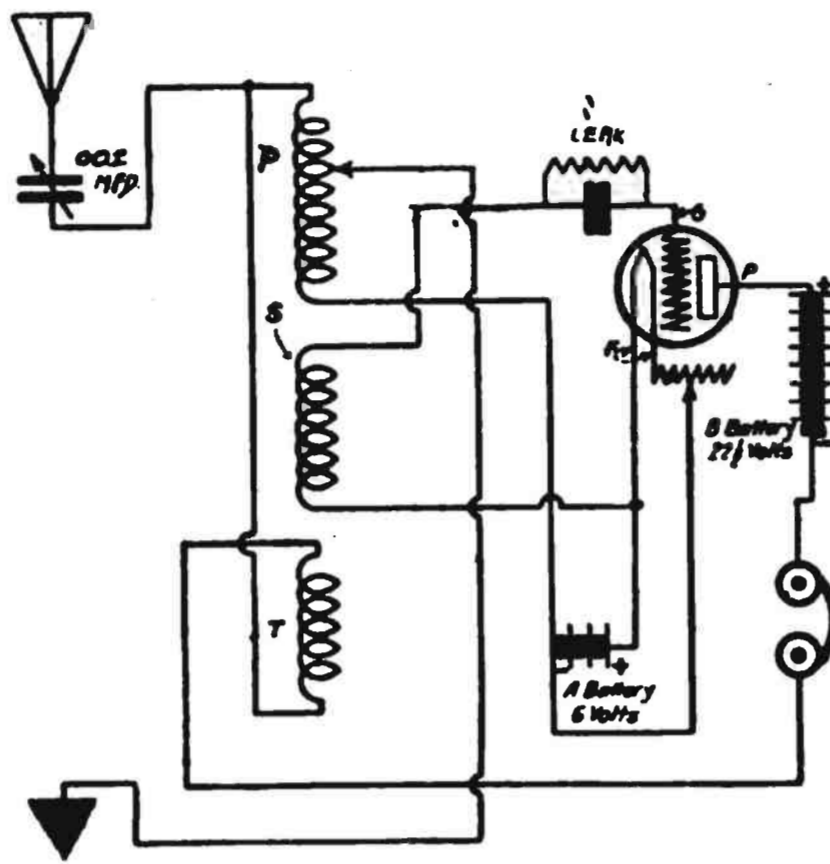 001
MFD.
P
LEAK
G
P
S
B Battery
22½ Volts
+
-
T
+
-
A Battery
6 Volts